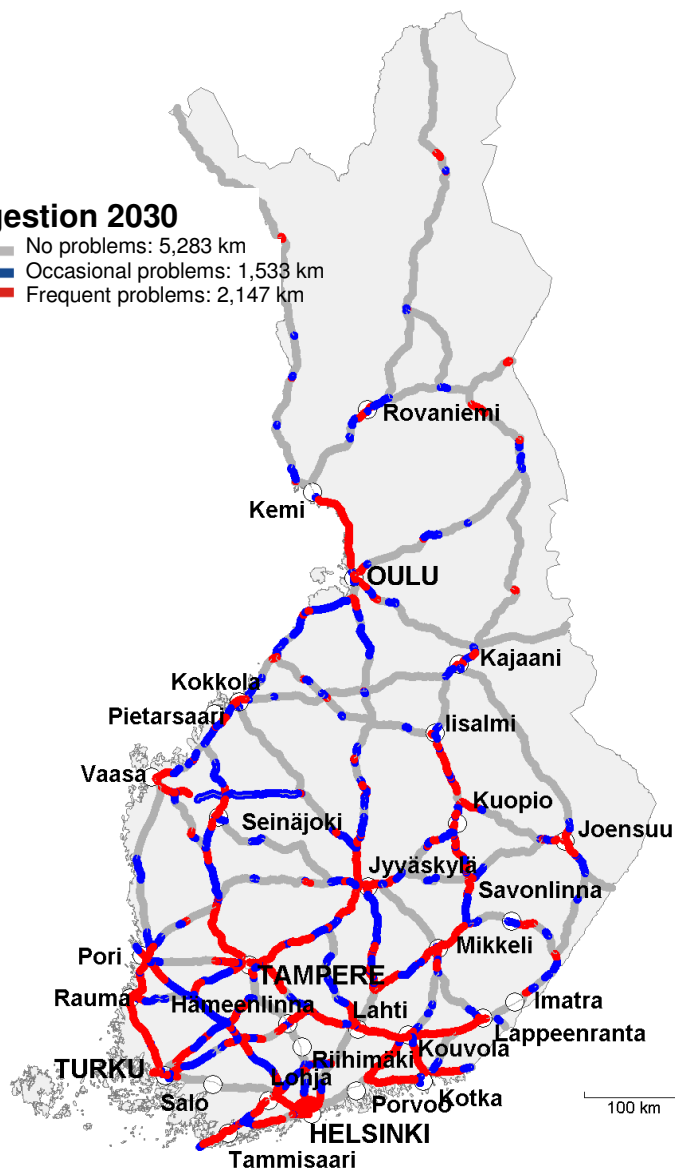 gestion 2030
No problems: 5,283 km
Occasional problems: 1,533 km
Frequent problems: 2,147 km
Rovaniemi
Kemi
OULU
Kajaani
Kokkola
Pietarsaari
Iisalmi
Vaasa
Kuopio
Seinäjoki
Joensuu
Jyväskylä
Savonlinna
Pori
Mikkeli
TAMPERE
Rauma
Hämeenlinna
Imatra
Lahti
Lappeenranta
Kouvola
Riihimäki
TURKU
Lohja
Salo
Porvoo
Kotka
HELSINKI
Tammisaari
100 km